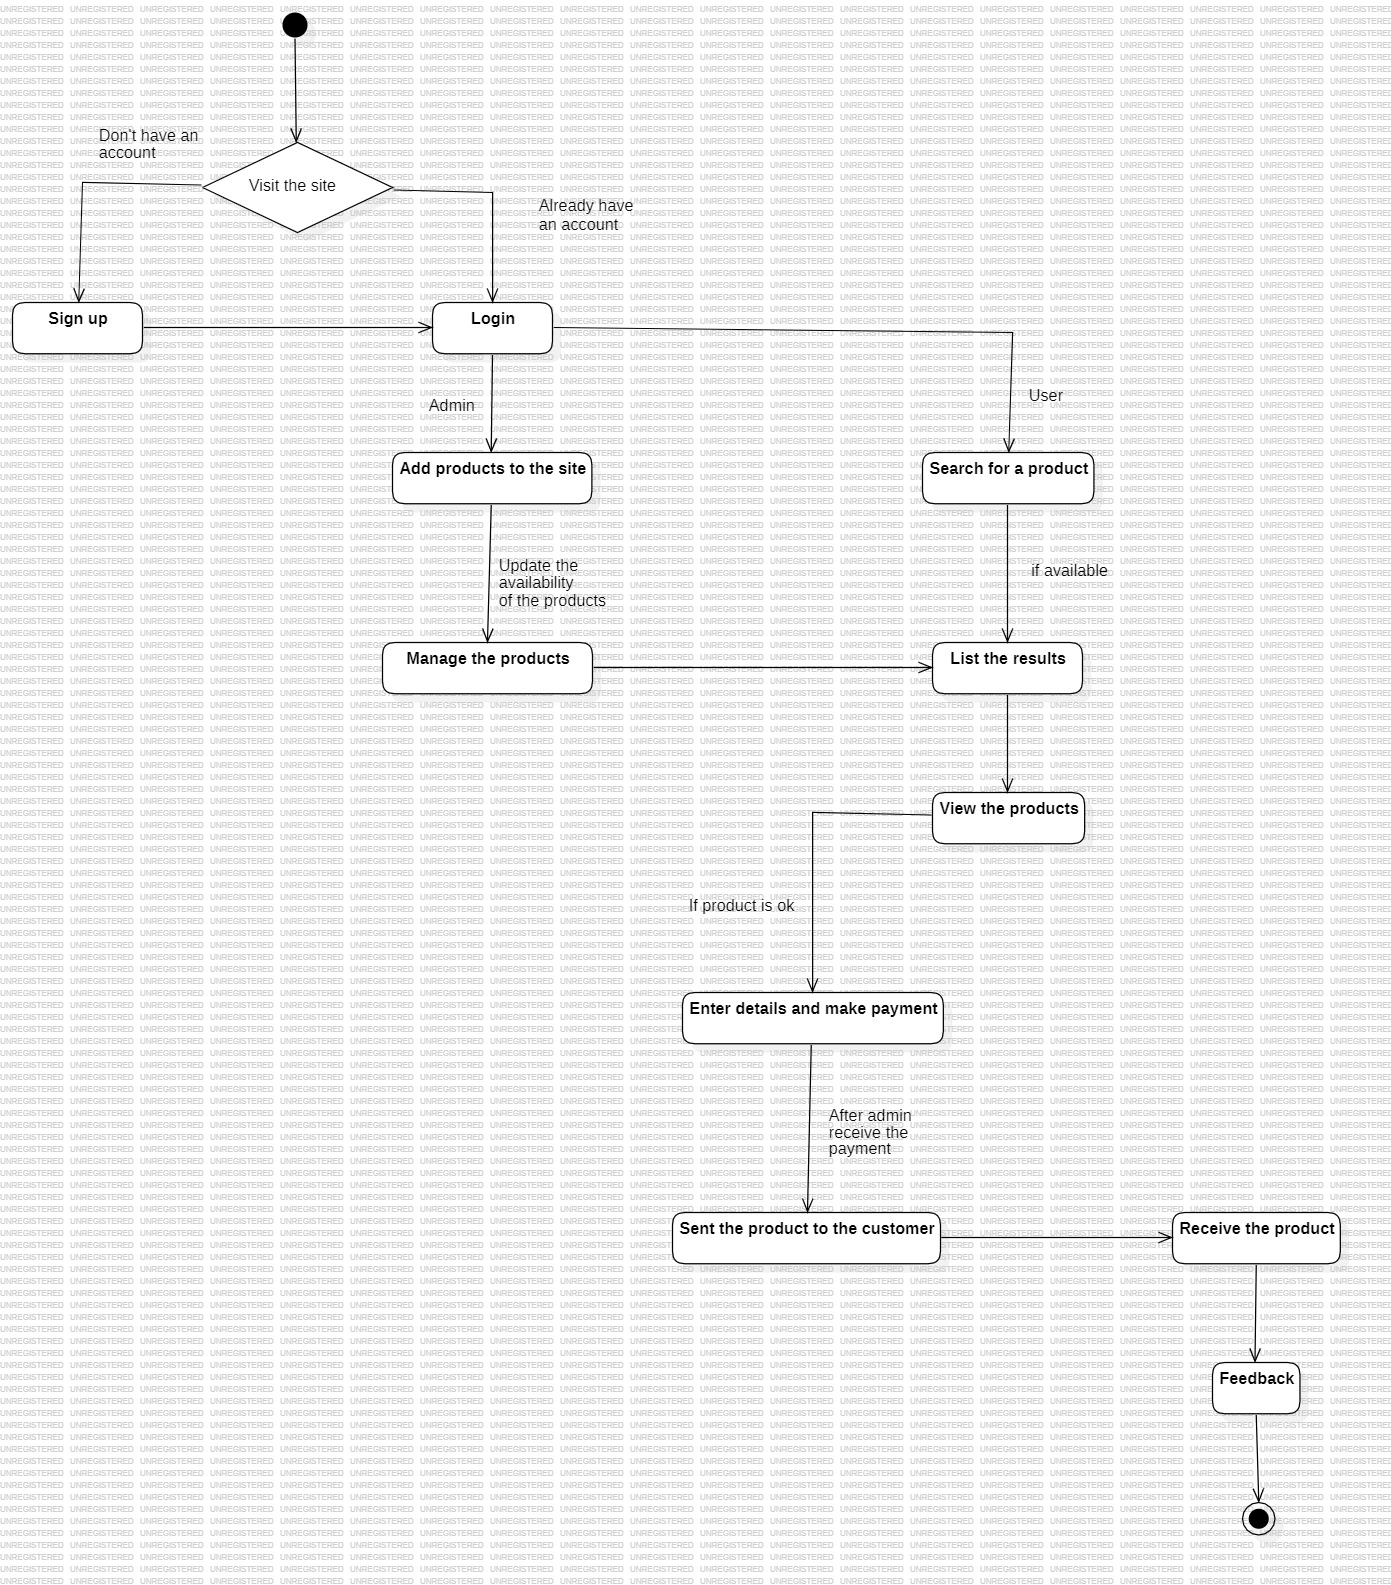 Don't have an
account
Visit the site
Already have
an account
Sign up
Login
Admin
User
Add products to the site
Search for a product
Update the
availability
of the products
if available
Manage the products
List the results
View the products
If product is ok
Enter details and make payment
After admin
receive the
payment
Sent the product to the customer
Receive the product
Feedback
UNREGISTERED